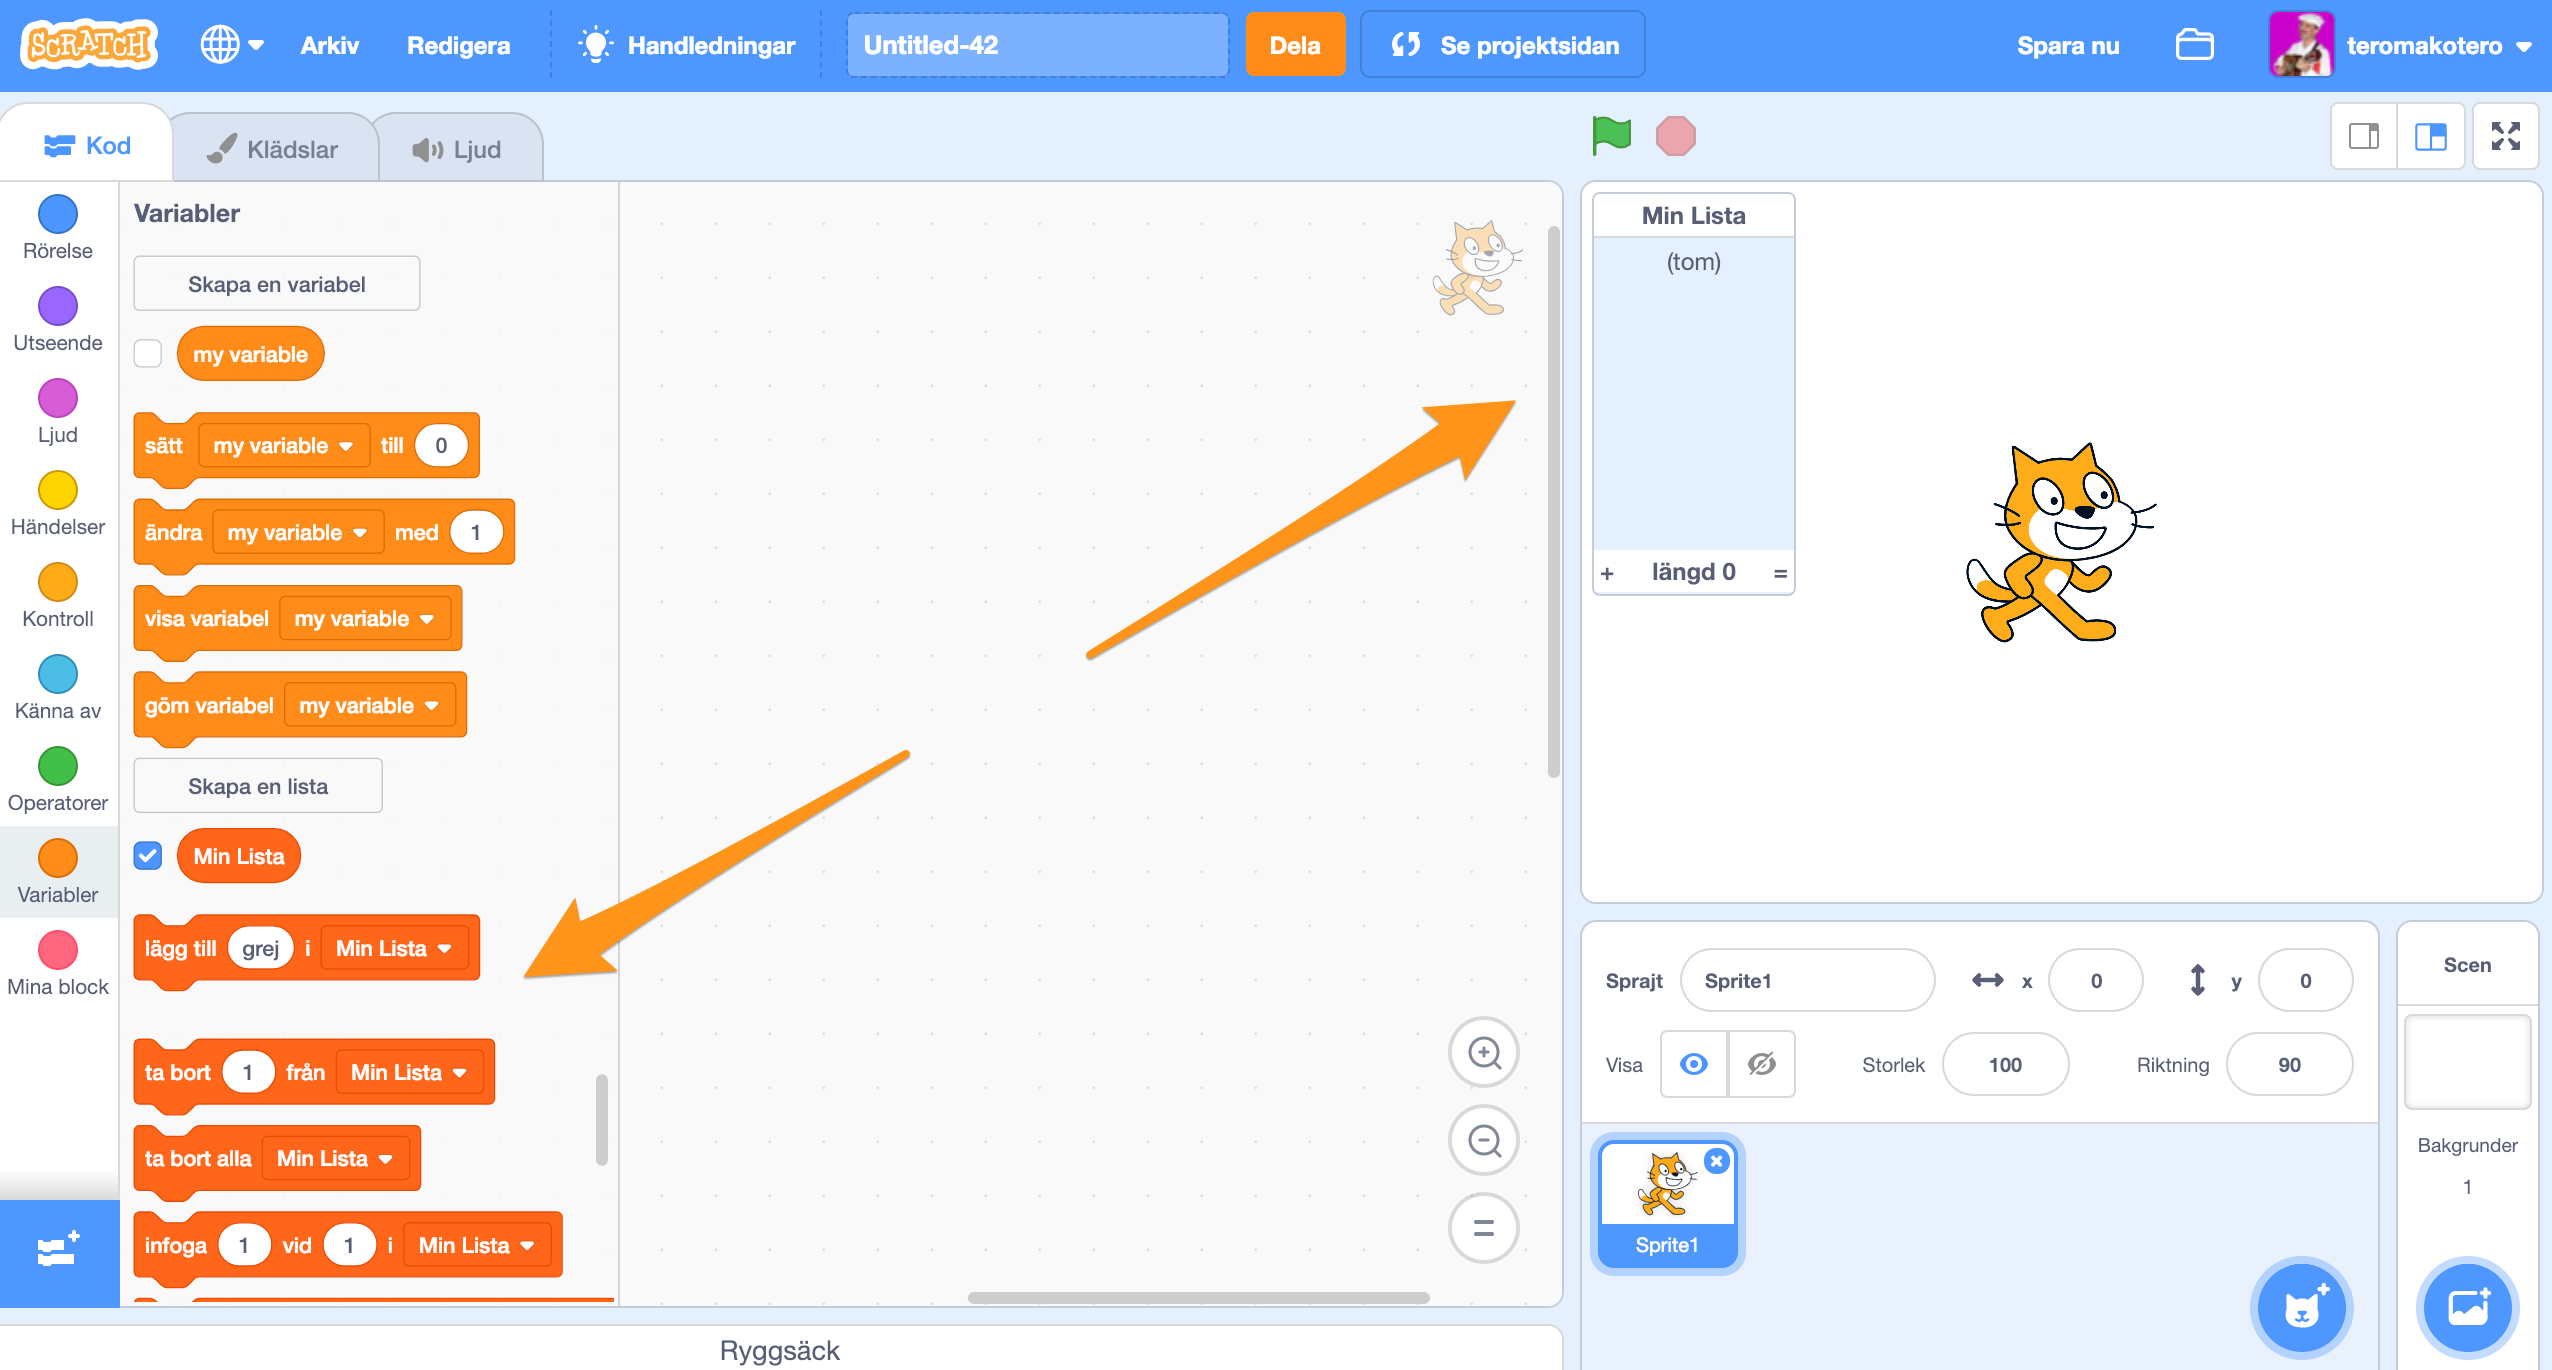 SCRATCH Arkiv Redigera Handledningar Untitled-42 Dela Se projektsidan Spara nu teromakotero
Kod Klädslar Ljud
Rörelse
Utseende
Ljud
Händelser
Kontroll
Känna av
Operatorer
Variabler
Mina block
Variabler
Skapa en variabel
my variable
sätt my variable till 0
ändra my variable med 1
visa variabel my variable
göm variabel my variable
Skapa en lista
Min Lista
lägg till grej i Min Lista
ta bort 1 från Min Lista
ta bort alla Min Lista
infoga 1 vid 1 i Min Lista
Min Lista
(tom)
+ längd 0 =
Sprajt Sprite1 x 0 y 0
Visa Storlek 100 Riktning 90
Sprite1
Scen
Bakgrunder
1
Ryggsäck